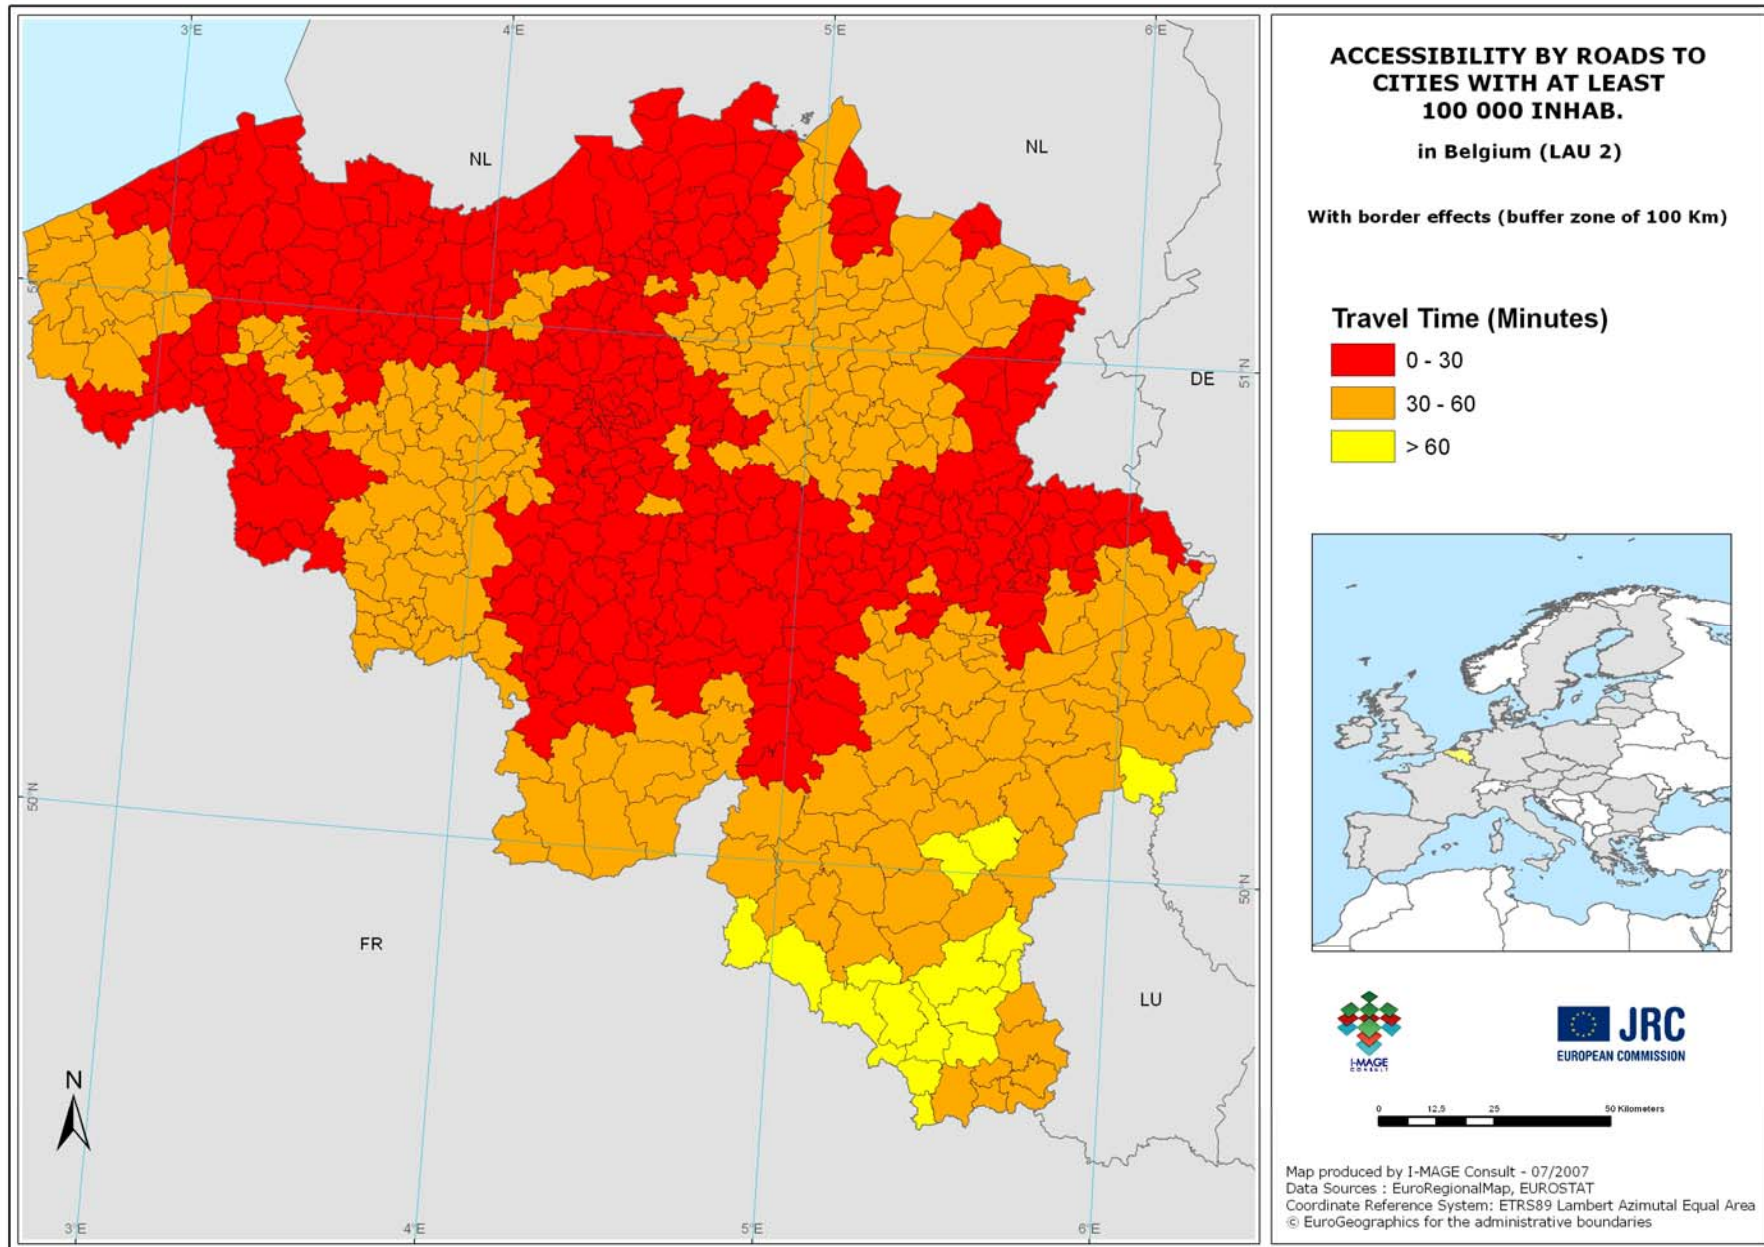 3°E
4°E
5°E
6°E
NL
NL
DE
FR
LU
51°N
51°N
50°N
50°N
N
3°E
4°E
5°E
6°E
ACCESSIBILITY BY ROADS TO
CITIES WITH AT LEAST
100 000 INHAB.
in Belgium (LAU 2)
With border effects (buffer zone of 100 Km)
Travel Time (Minutes)
0 - 30
30 - 60
> 60
I-MAGE
CONSULT
JRC
EUROPEAN COMMISSION
0 12,5 25 50 Kilometers
Map produced by I-MAGE Consult - 07/2007
Data Sources : EuroRegionalMap, EUROSTAT
Coordinate Reference System: ETRS89 Lambert Azimutal Equal Area
© EuroGeographics for the administrative boundaries